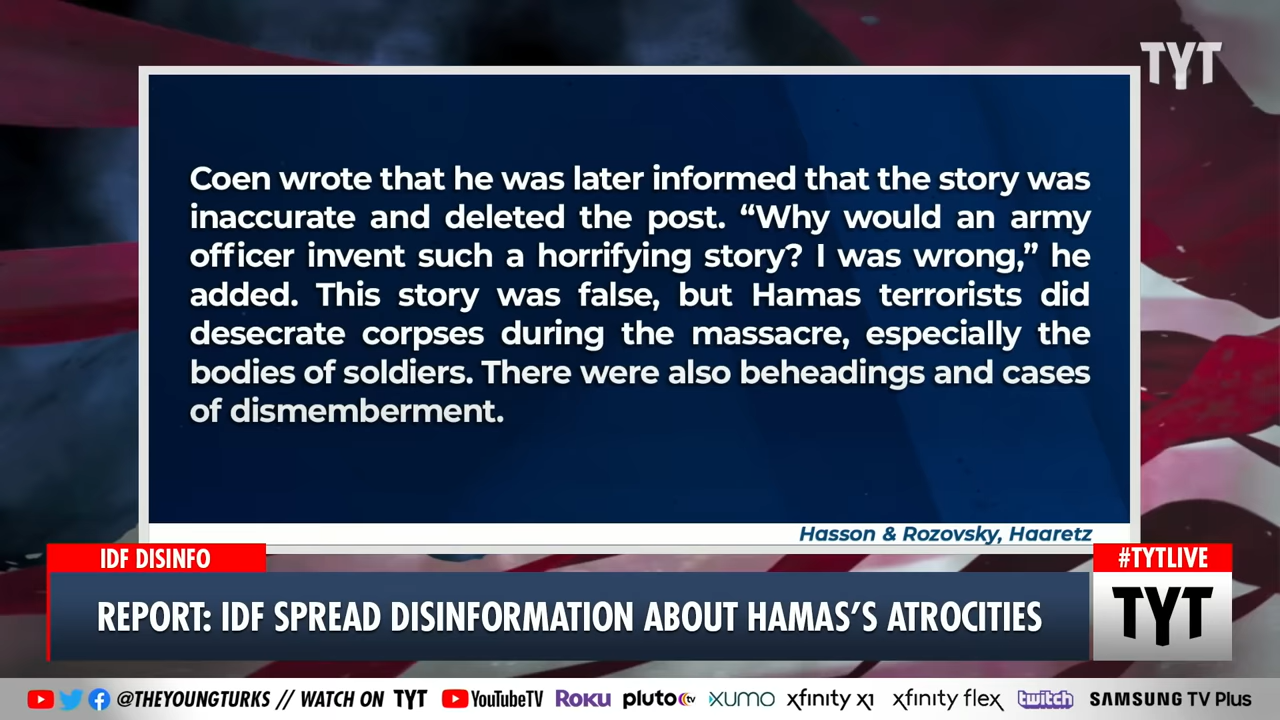 TYT
Coen wrote that he was later informed that the story was
inaccurate and deleted the post. “Why would an army
officer invent such a horrifying story? I was wrong,” he
added. This story was false, but Hamas terrorists did
desecrate corpses during the massacre, especially the
bodies of soldiers. There were also beheadings and cases
of dismemberment.
Hasson & Rozovsky, Haaretz
IDF DISINFO
#TYTLIVE
REPORT: IDF SPREAD DISINFORMATION ABOUT HAMAS’S ATROCITIES
TYT
@THEYOUNGTURKS // WATCH ON TYT YouTubeTV ROKU pluto tv xumo xfinity x1 xfinity flex twitch SAMSUNG TV Plus